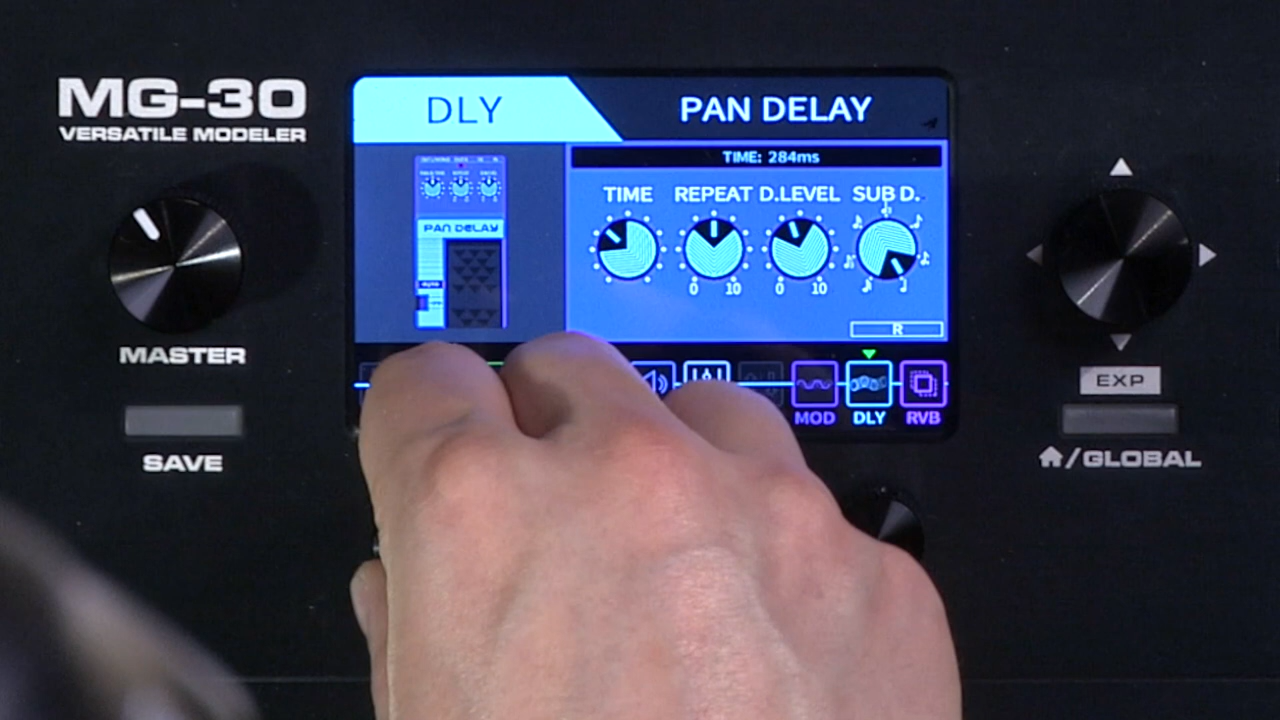 MG-30
VERSATILE MODELER
MASTER
SAVE
DLY
PAN DELAY
TIME: 284ms
TIME REPEAT D.LEVEL SUB D.
0 10 0 10
PAN DELAY
R
MOD DLY RVB
EXP
/GLOBAL